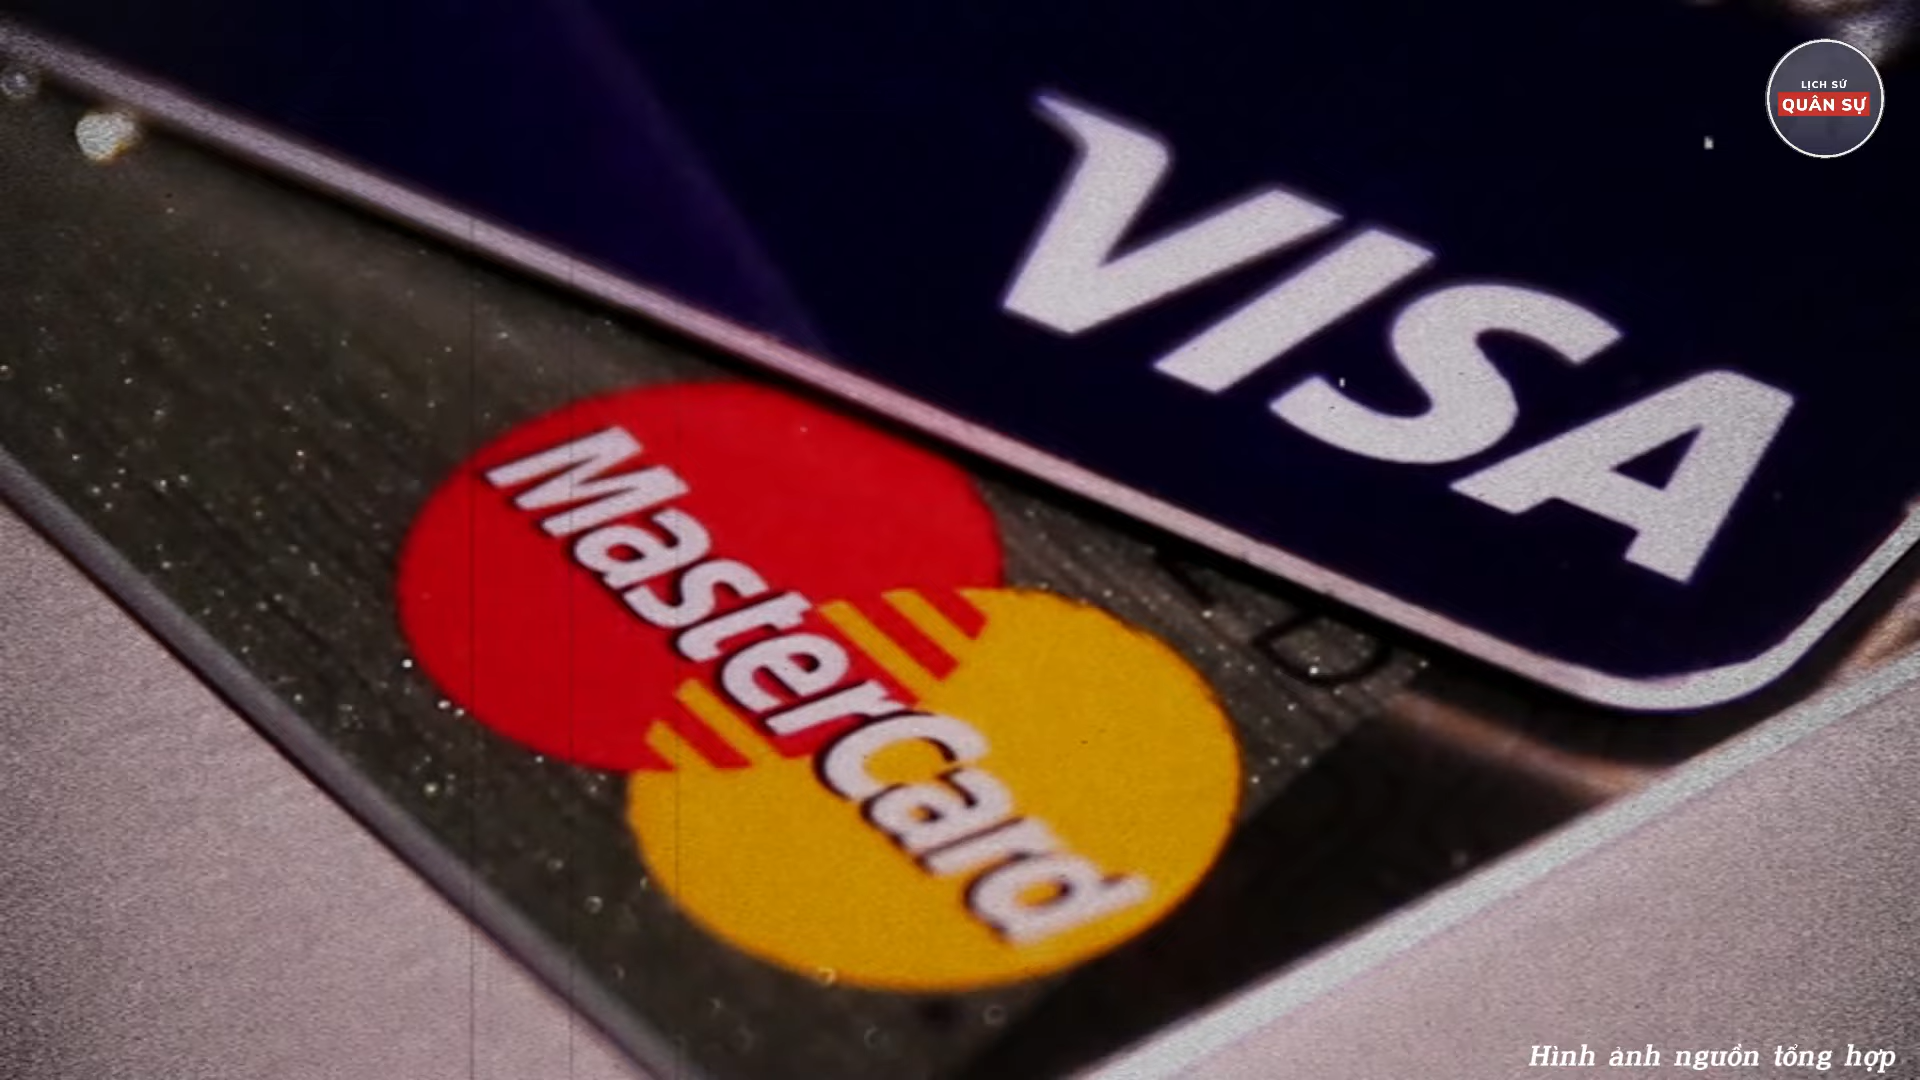 LỊCH SỬ
QUÂN SỰ
VISA
MasterCard
Hình ảnh nguồn tổng hợp